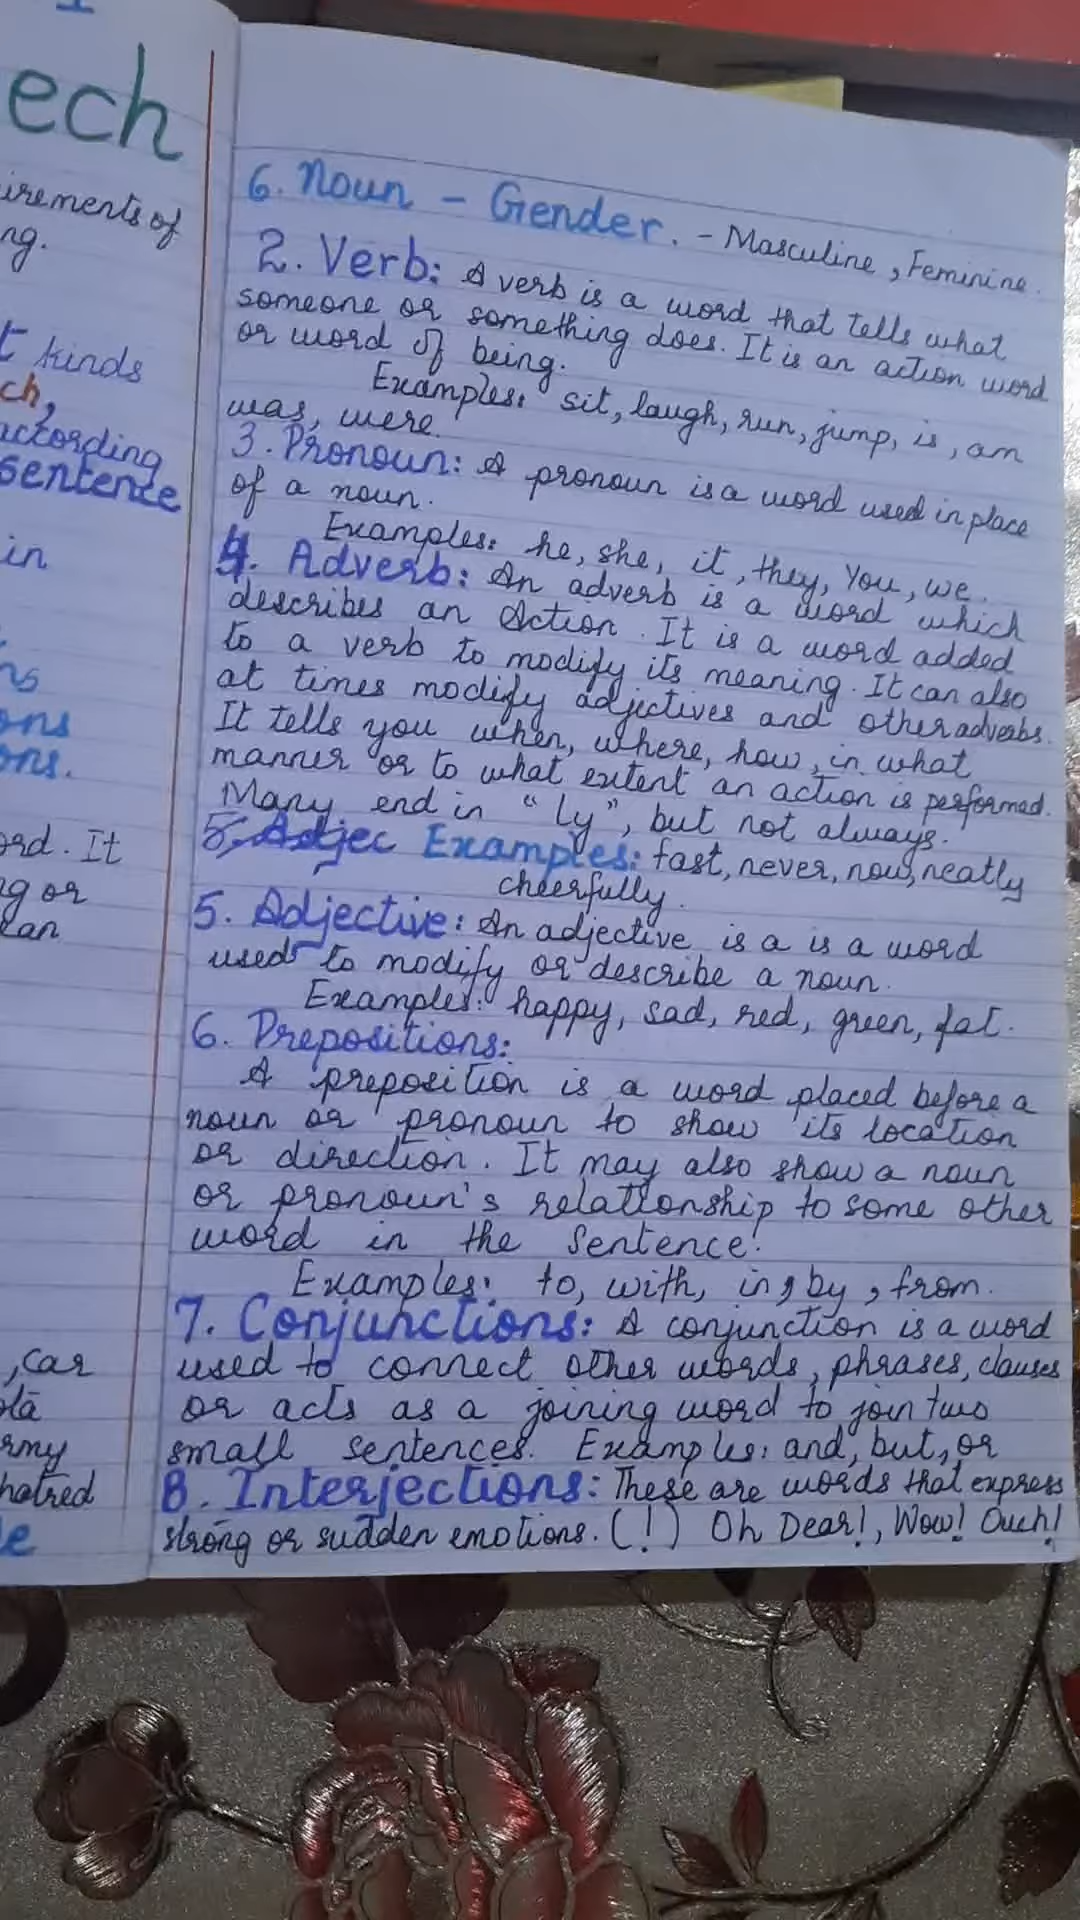 ech
irements of
ng.
t kinds
ch,
according
sentence
in
ns
ons
ons.
ord. It
ng or
, car
army
hatred
e
6. Noun - Gender. - Masculine, Feminine.
2. Verb: A verb is a word that tells what
someone or something does. It is an action word
or word of being.
Examples: sit, laugh, run, jump, is, am
was, were.
3. Pronoun: A pronoun is a word used in place
of a noun.
Examples: he, she, it, they, You, we.
4. Adverb: An adverb is a word which
describes an Action. It is a word added
to a verb to modify its meaning. It can also
at times modify adjectives and other adverbs.
It tells you when, where, how, in what
manner or to what extent an action is performed.
Many end in "ly", but not always.
5. Adjec Examples: fast, never, now, neatly
cheerfully.
5. Adjective: An adjective is a is a word
used to modify or describe a noun.
Examples: happy, sad, red, green, fat.
6. Prepositions:
A preposition is a word placed before a
noun or pronoun to show its location
or direction. It may also show a noun
or pronoun's relationship to some other
word in the Sentence.
Examples: to, with, in, by, from.
7. Conjunctions: A conjunction is a word
used to connect other words, phrases, clauses
or acts as a joining word to join two
small sentences. Examples: and, but, or
8. Interjections: These are words that express
strong or sudden emotions. (!) Oh Dear!, Wow! Ouch!